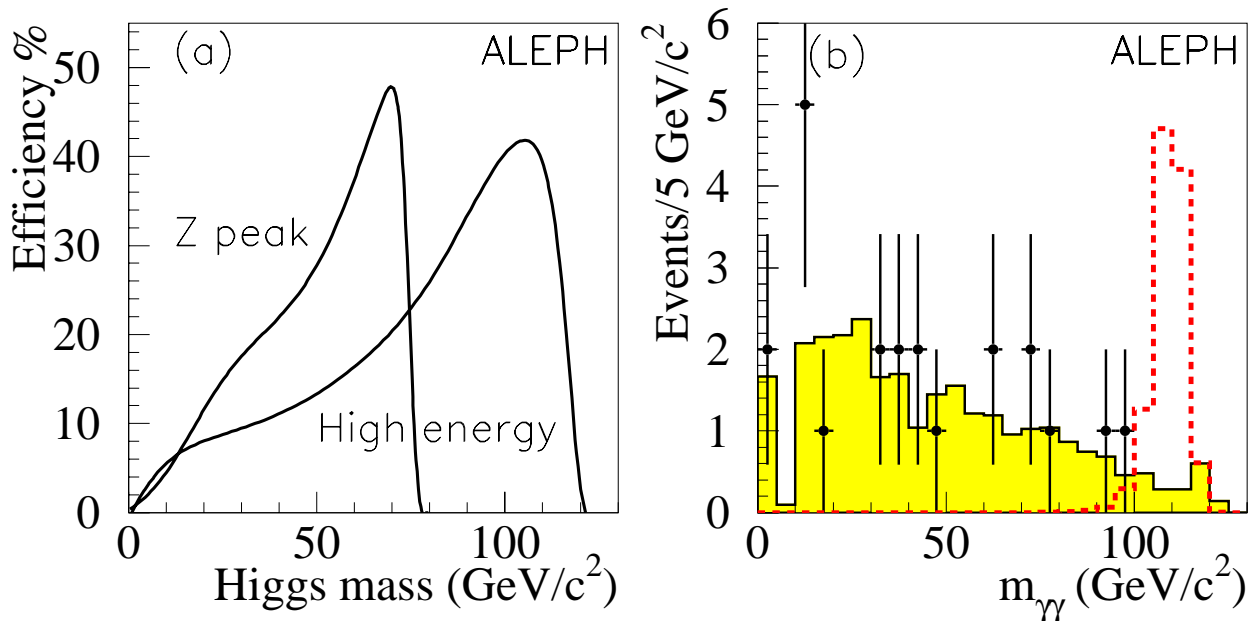 (a)
ALEPH
Efficiency %
50
40
30
20
10
0
Z peak
High energy
0
50
100
Higgs mass (GeV/c²)
(b)
ALEPH
Events/5 GeV/c²
6
5
4
3
2
1
0
0
50
100
mγγ (GeV/c²)